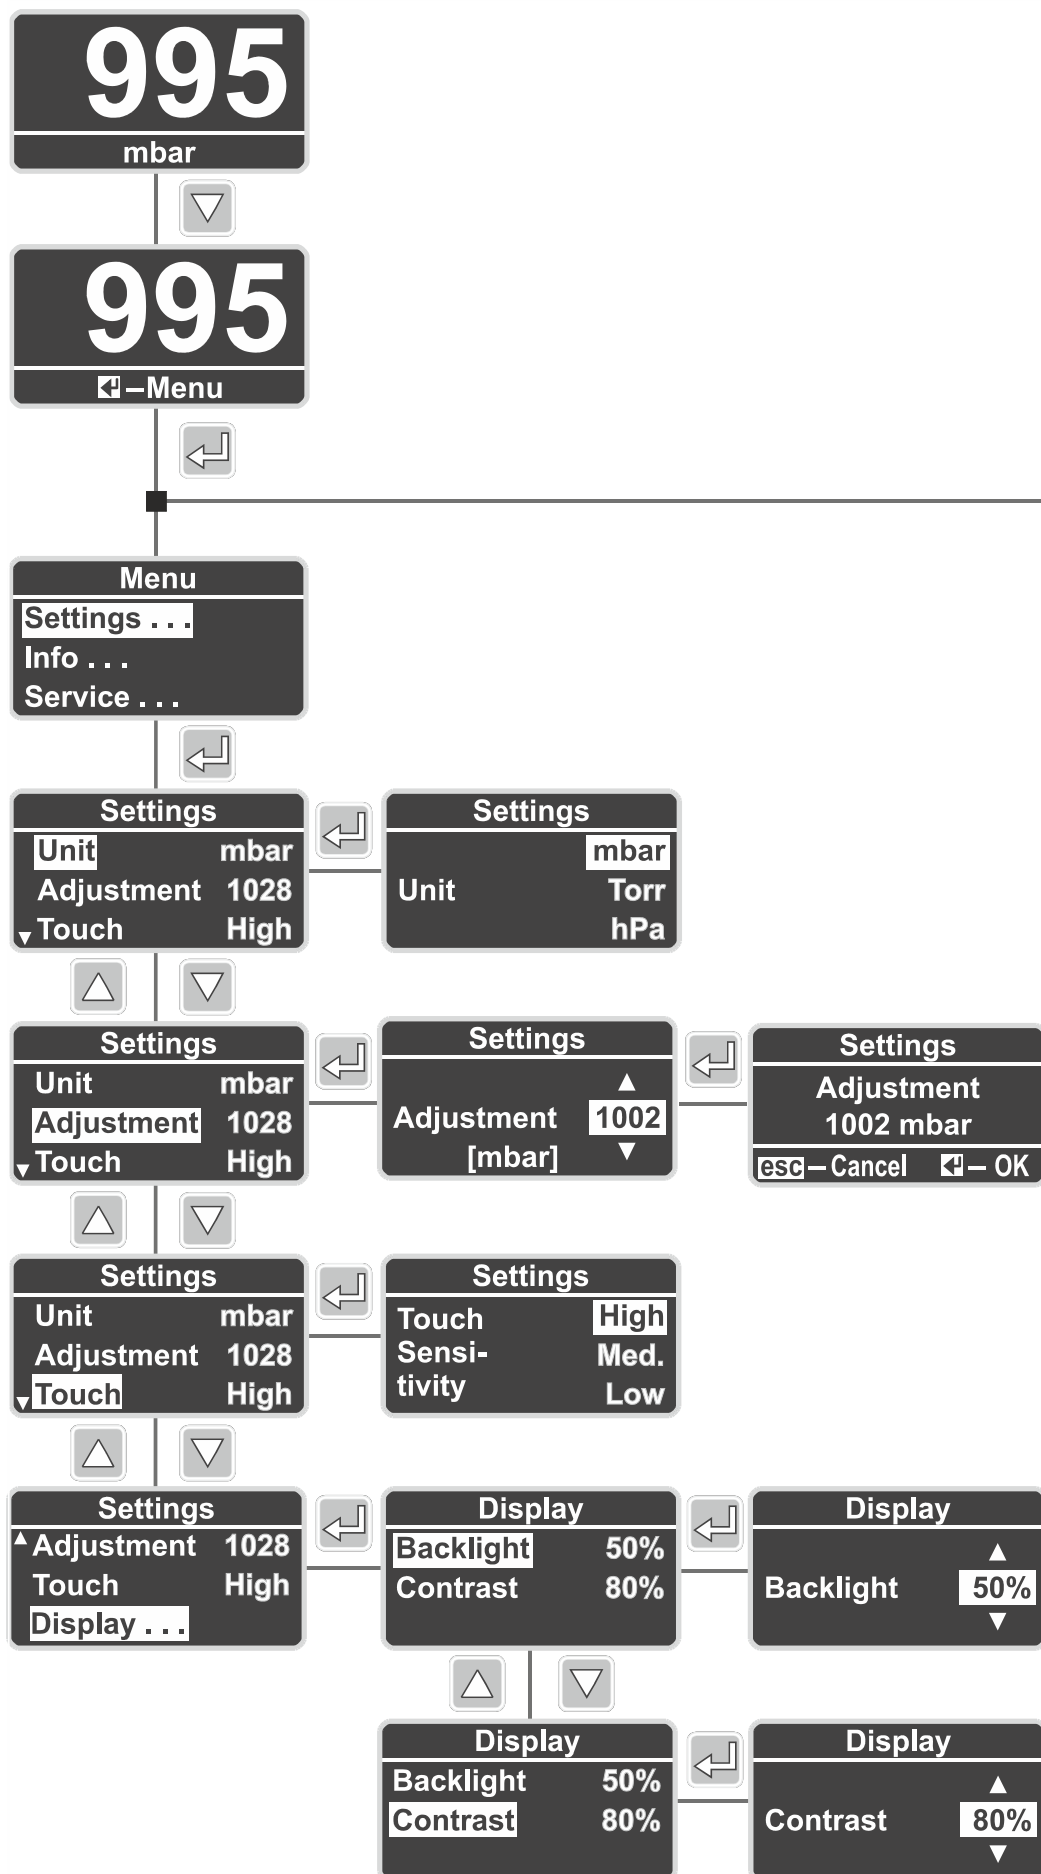 995
mbar
995
–Menu
Menu
Settings . . .
Info . . .
Service . . .
Settings
Unit mbar
Adjustment 1028
Touch High
Settings
mbar
Unit Torr
hPa
Settings
Unit mbar
Adjustment 1028
Touch High
Settings
Adjustment 1002
[mbar]
Settings
Adjustment
1002 mbar
esc – Cancel – OK
Settings
Unit mbar
Adjustment 1028
Touch High
Settings
Touch High
Sensi- Med.
tivity Low
Settings
Adjustment 1028
Touch High
Display . . .
Display
Backlight 50%
Contrast 80%
Display
Backlight 50%
Display
Backlight 50%
Contrast 80%
Display
Contrast 80%